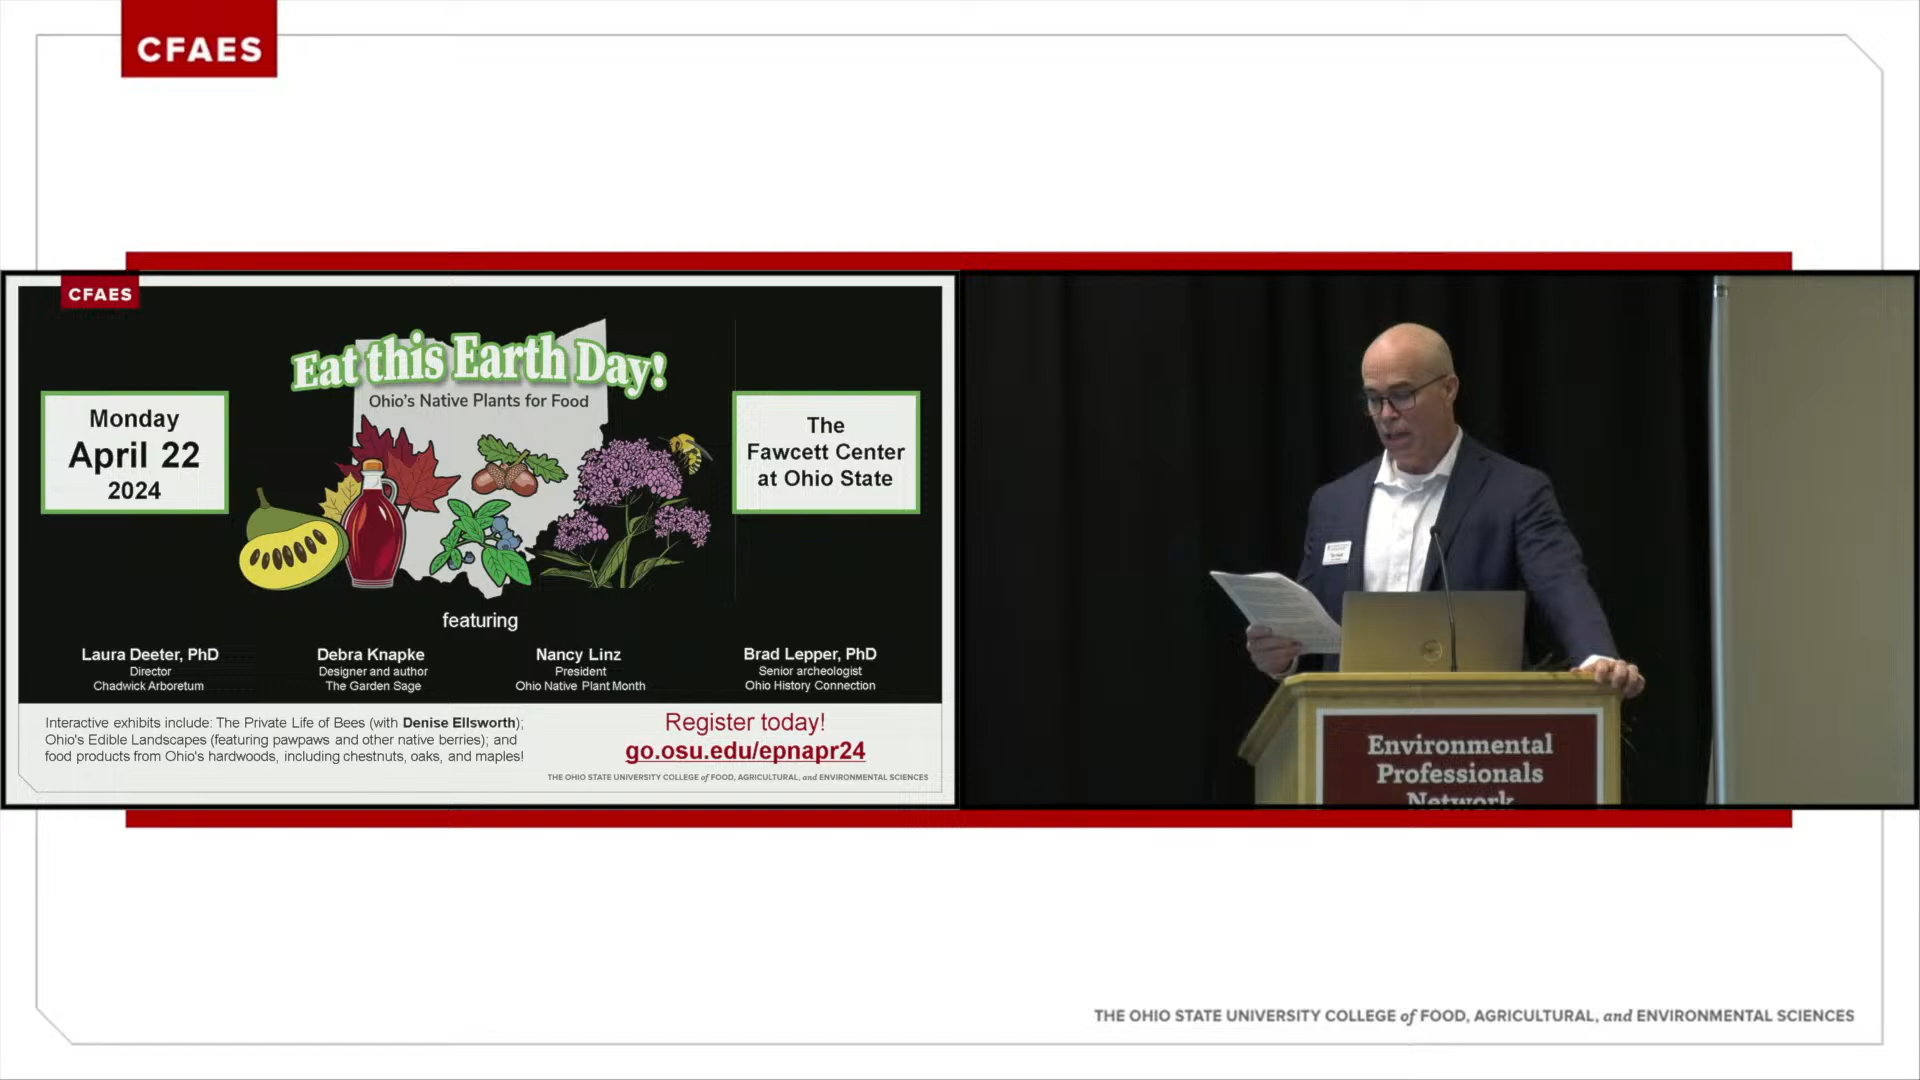 CFAES
CFAES
Eat this Earth Day!
Ohio's Native Plants for Food
Monday
April 22
2024
The
Fawcett Center
at Ohio State
featuring
Laura Deeter, PhD
Director
Chadwick Arboretum
Debra Knapke
Designer and author
The Garden Sage
Nancy Linz
President
Ohio Native Plant Month
Brad Lepper, PhD
Senior archeologist
Ohio History Connection
Interactive exhibits include: The Private Life of Bees (with Denise Ellsworth);
Ohio's Edible Landscapes (featuring pawpaws and other native berries); and
food products from Ohio's hardwoods, including chestnuts, oaks, and maples!
Register today!
go.osu.edu/epnapr24
THE OHIO STATE UNIVERSITY COLLEGE of FOOD, AGRICULTURAL, and ENVIRONMENTAL SCIENCES
Environmental
Professionals
Network
THE OHIO STATE UNIVERSITY COLLEGE of FOOD, AGRICULTURAL, and ENVIRONMENTAL SCIENCES